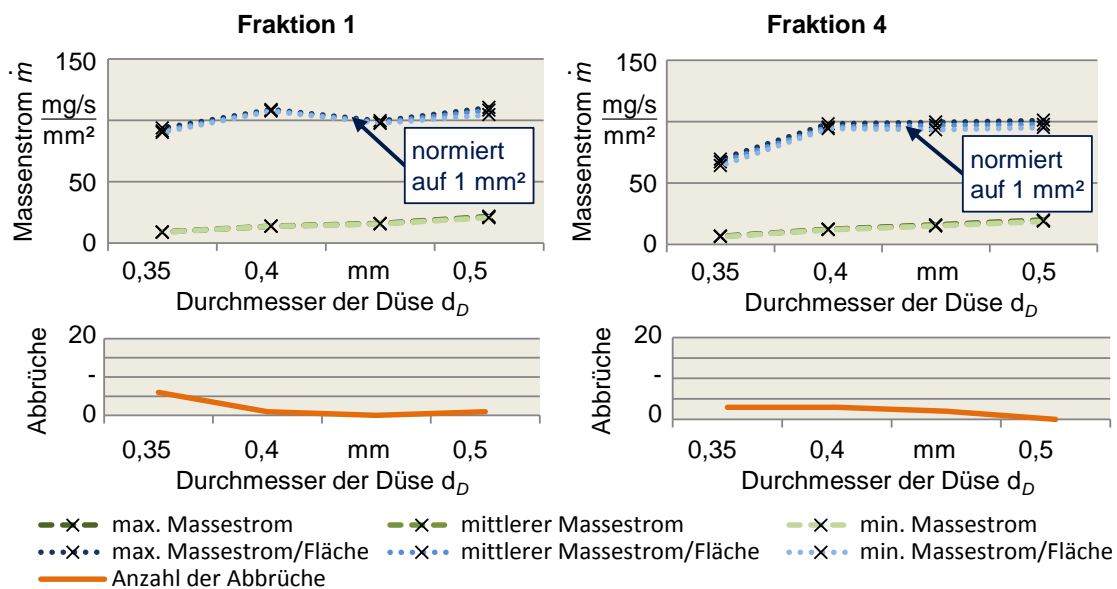 Fraktion 1
Massenstrom ṁ
mg/s
mm²
150
50
0
normiert
auf 1 mm²
0,35 0,4 mm 0,5
Durchmesser der Düse dD
Fraktion 4
Massenstrom ṁ
mg/s
mm²
150
50
0
normiert
auf 1 mm²
0,35 0,4 mm 0,5
Durchmesser der Düse dD
Abbrüche
20
-
0
0,35 0,4 mm 0,5
Durchmesser der Düse dD
Abbrüche
20
-
0
0,35 0,4 mm 0,5
Durchmesser der Düse dD
max. Massestrom mittlerer Massestrom min. Massestrom
max. Massestrom/Fläche mittlerer Massestrom/Fläche min. Massestrom/Fläche
Anzahl der Abbrüche